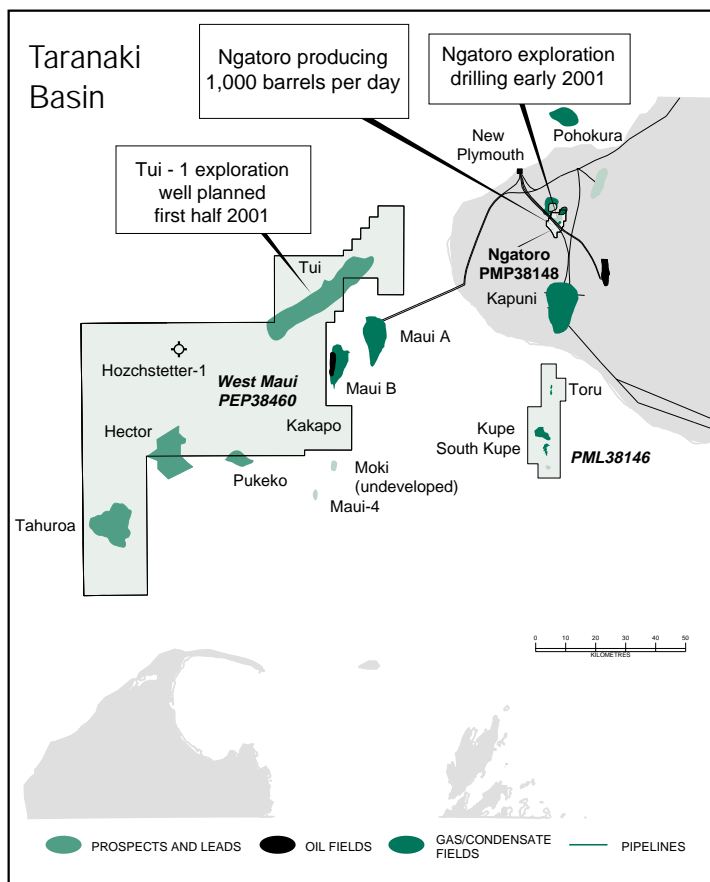 Taranaki
Basin
Ngatoro producing
1,000 barrels per day
Ngatoro exploration
drilling early 2001
Tui - 1 exploration
well planned
first half 2001
New
Plymouth
Pohokura
Ngatoro
PMP38148
Kapuni
Tui
Maui A
Hozchstetter-1
West Maui
PEP38460
Maui B
Toru
Hector
Kakapo
Kupe
South Kupe
PML38146
Pukeko
Moki
(undeveloped)
Maui-4
Tahuroa
0 10 20 30 40 50
KILOMETRES
PROSPECTS AND LEADS
OIL FIELDS
GAS/CONDENSATE
FIELDS
PIPELINES